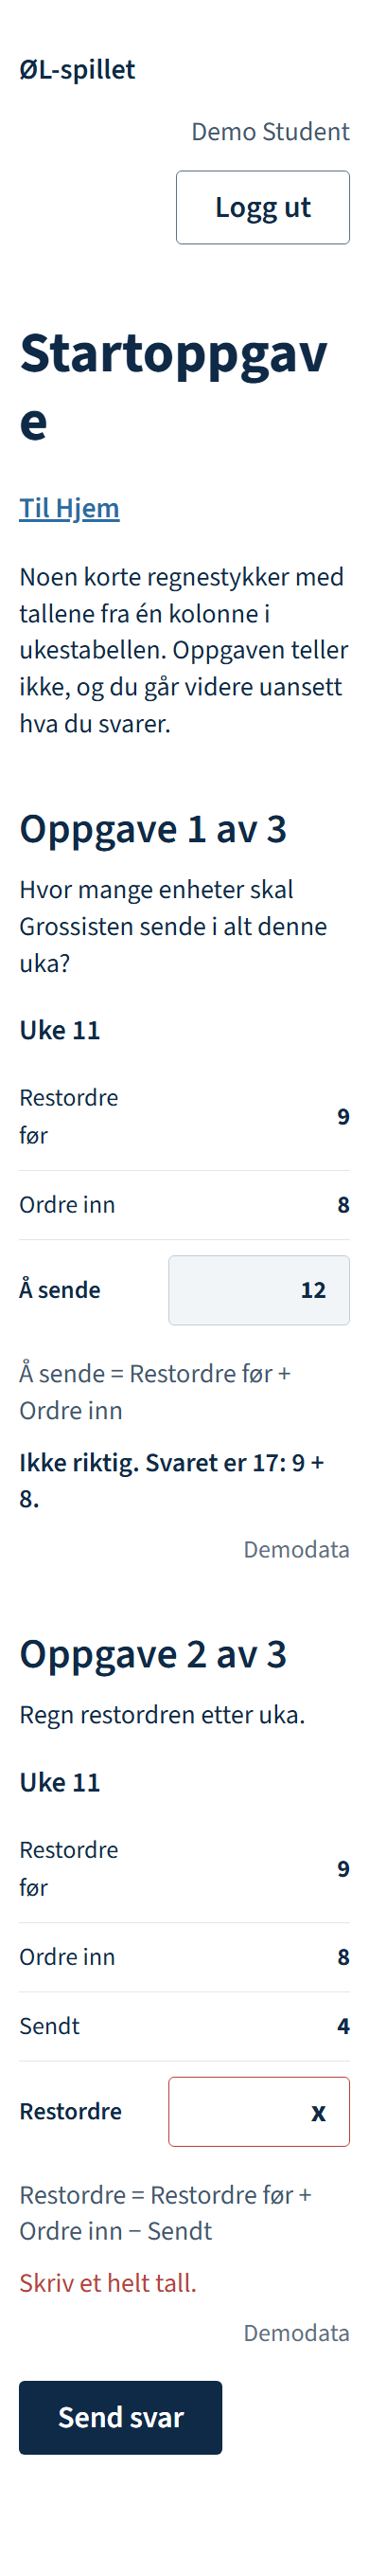 ØL-spillet
Demo Student
Logg ut
Startoppgav
e
Til Hjem
Noen korte regnestykker med
tallene fra én kolonne i
ukestabellen. Oppgaven teller
ikke, og du går videre uansett
hva du svarer.
Oppgave 1 av 3
Hvor mange enheter skal
Grossisten sende i alt denne
uka?
Uke 11
Restordre
før
9
Ordre inn 8
Å sende 12
Å sende = Restordre før +
Ordre inn
Ikke riktig. Svaret er 17: 9 +
8.
Demodata
Oppgave 2 av 3
Regn restordren etter uka.
Uke 11
Restordre
før
9
Ordre inn 8
Sendt 4
Restordre x
Restordre = Restordre før +
Ordre inn − Sendt
Skriv et helt tall.
Demodata
Send svar